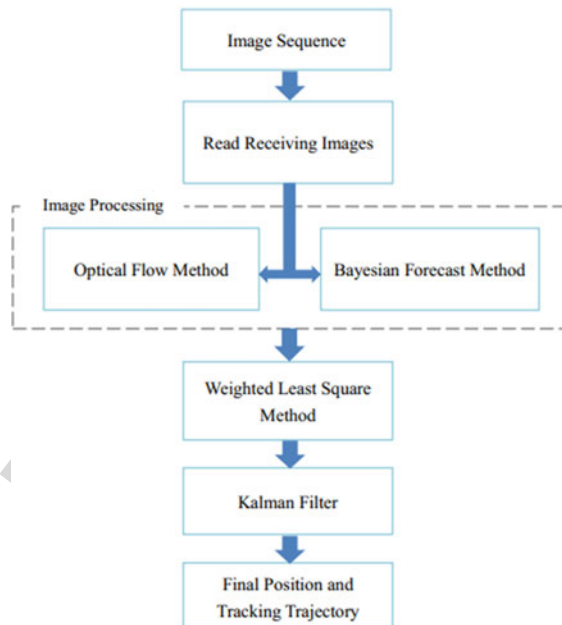 Image Sequence
Read Receiving Images
Image Processing
Optical Flow Method
Bayesian Forecast Method
Weighted Least Square
Method
Kalman Filter
Final Position and
Tracking Trajectory